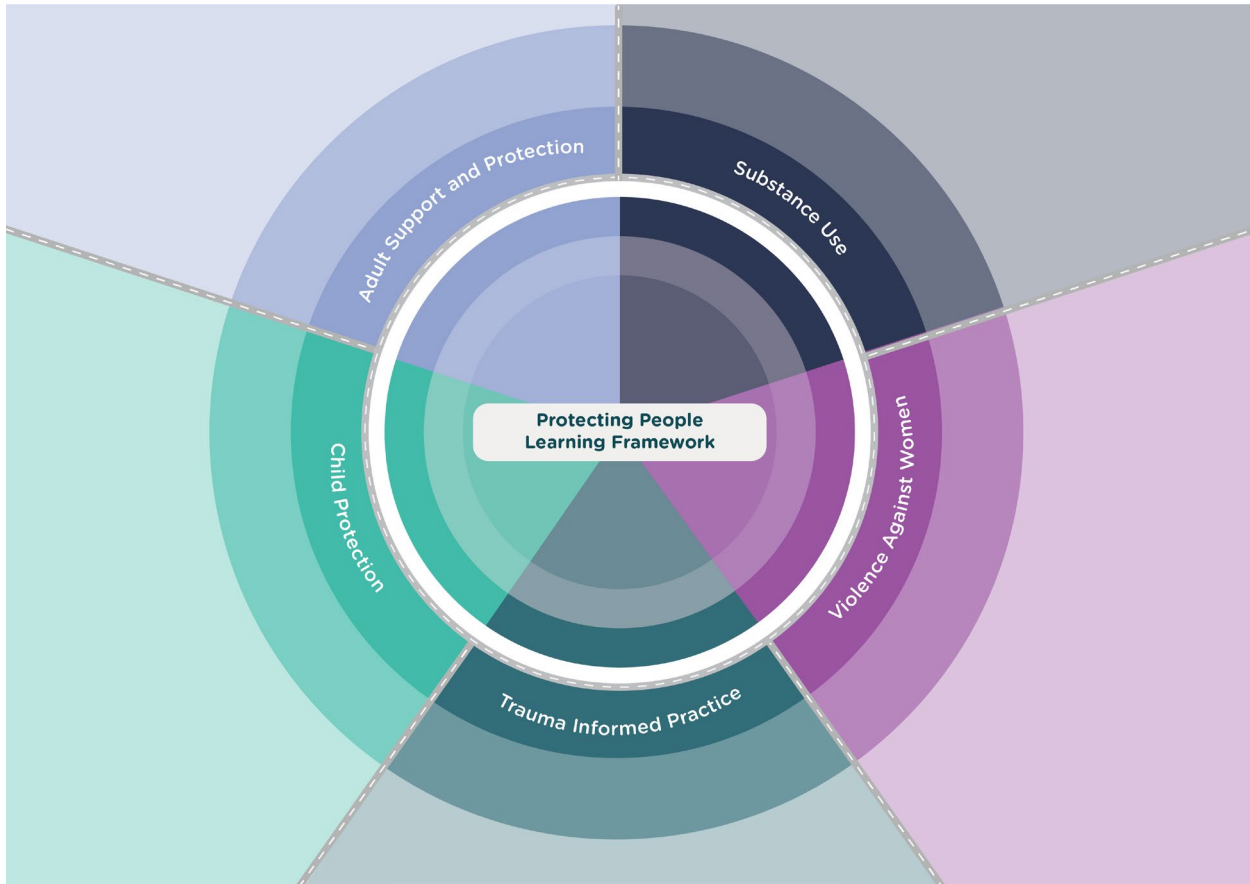 Adult Support and Protection
Substance Use
Protecting People
Learning Framework
Child Protection
Violence Against Women
Trauma Informed Practice